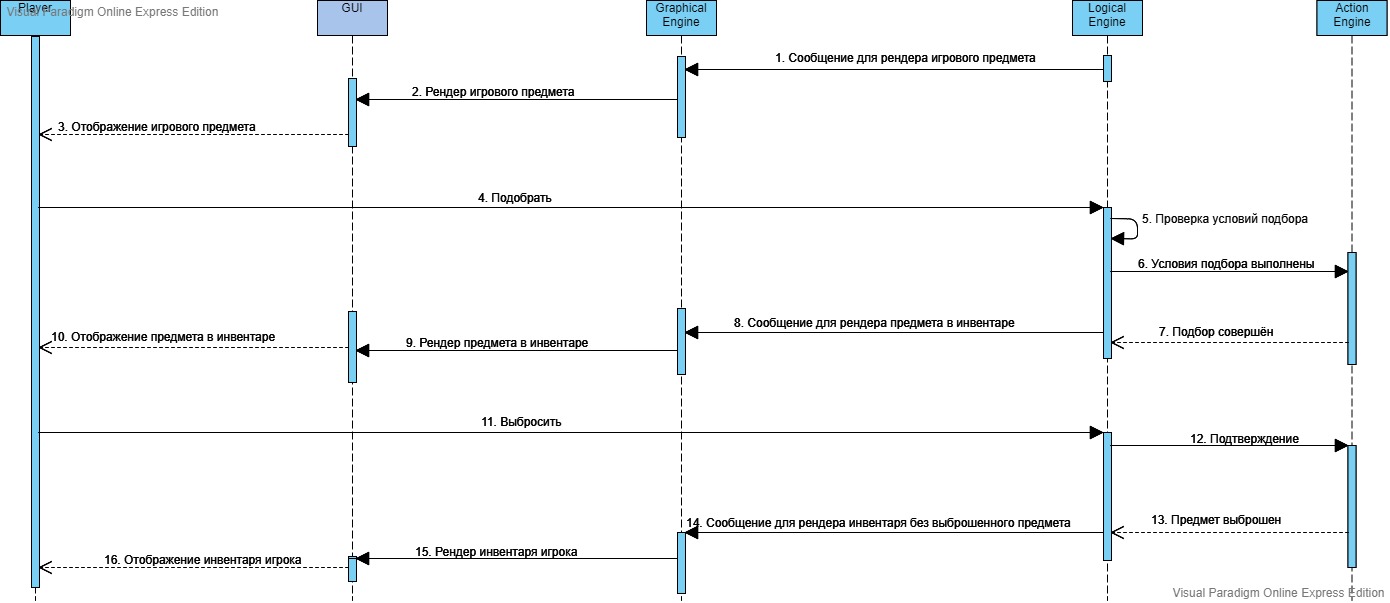 Player
Visual Paradigm Online Express Edition
GUI
Graphical
Engine
Logical
Engine
Action
Engine
1. Сообщение для рендера игрового предмета
2. Рендер игрового предмета
3. Отображение игрового предмета
4. Подобрать
5. Проверка условий подбора
6. Условия подбора выполнены
7. Подбор совершён
8. Сообщение для рендера предмета в инвентаре
9. Рендер предмета в инвентаре
10. Отображение предмета в инвентаре
11. Выбросить
12. Подтверждение
13. Предмет выброшен
14. Сообщение для рендера инвентаря без выброшенного предмета
15. Рендер инвентаря игрока
16. Отображение инвентаря игрока
Visual Paradigm Online Express Edition